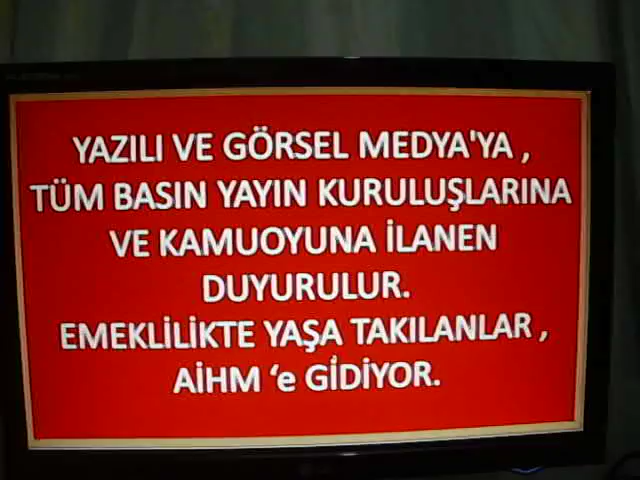 YAZILI VE GÖRSEL MEDYA'YA ,
TÜM BASIN YAYIN KURULUŞLARINA
VE KAMUOYUNA İLANEN
DUYURULUR.
EMEKLİLİKTE YAŞA TAKILANLAR ,
AİHM ‘e GİDİYOR.